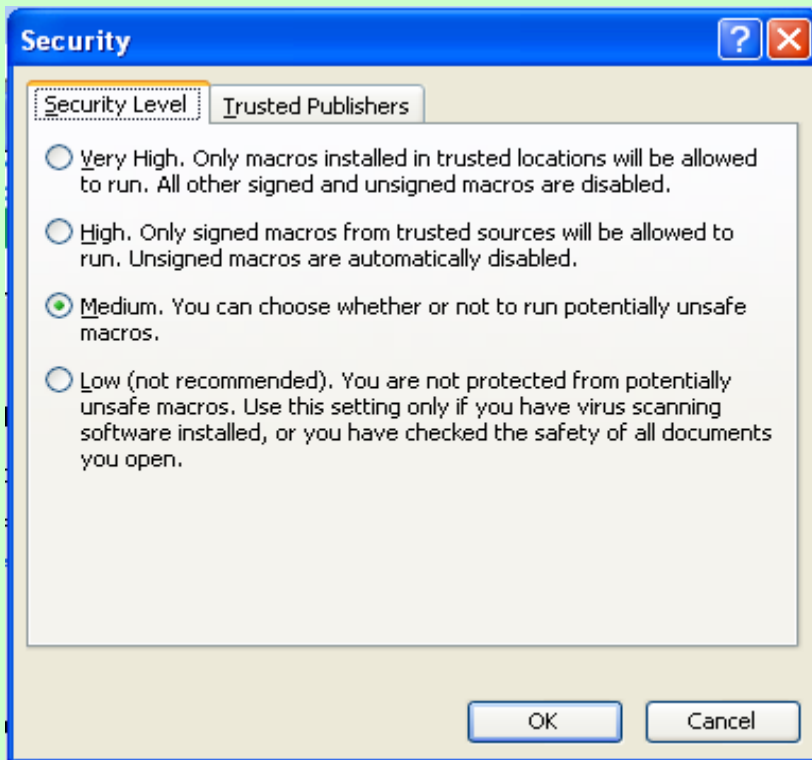 Security
Security Level
Trusted Publishers
Very High. Only macros installed in trusted locations will be allowed
to run. All other signed and unsigned macros are disabled.
High. Only signed macros from trusted sources will be allowed to
run. Unsigned macros are automatically disabled.
Medium. You can choose whether or not to run potentially unsafe
macros.
Low (not recommended). You are not protected from potentially
unsafe macros. Use this setting only if you have virus scanning
software installed, or you have checked the safety of all documents
you open.
OK
Cancel